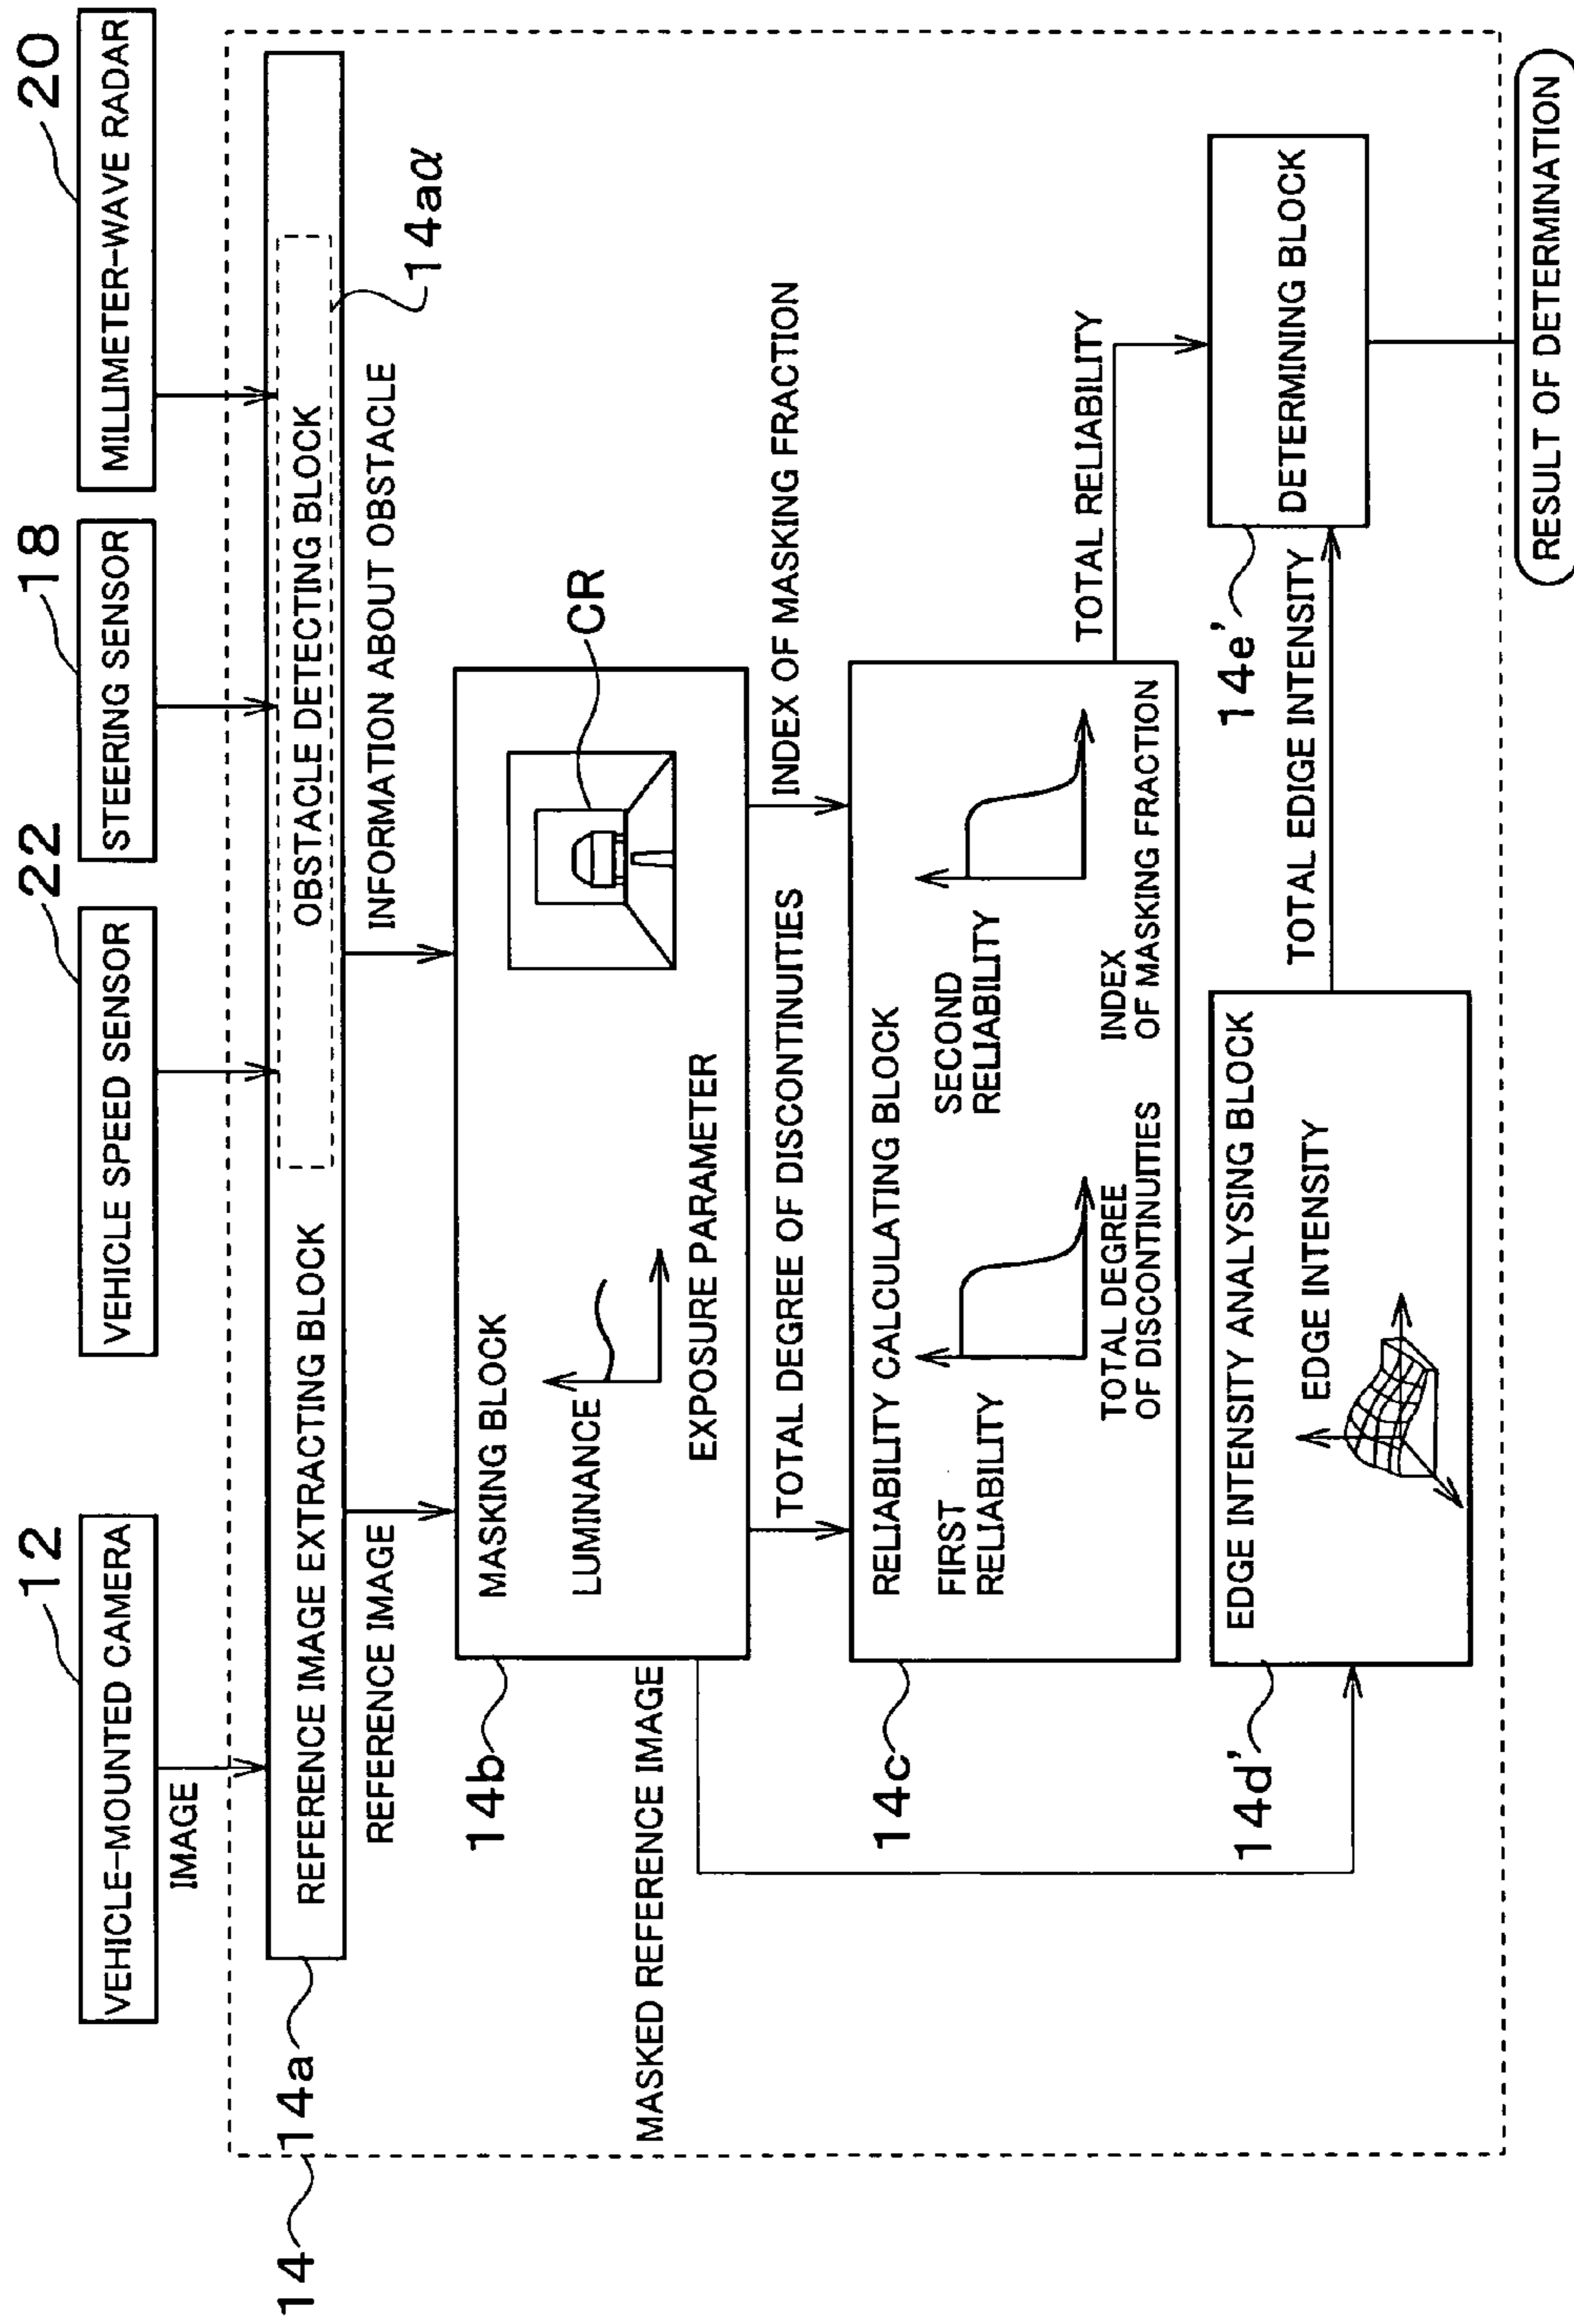 12
22
18
20
VEHICLE-MOUNTED CAMERA
VEHICLE SPEED SENSOR
STEERING SENSOR
MILLIMETER-WAVE RADAR
IMAGE
14
14a
REFERENCE IMAGE EXTRACTING BLOCK
OBSTACLE DETECTING BLOCK
14aα
REFERENCE IMAGE
INFORMATION ABOUT OBSTACLE
14b
MASKING BLOCK
LUMINANCE
EXPOSURE PARAMETER
CR
MASKED REFERENCE IMAGE
TOTAL DEGREE OF DISCONTINUITIES
INDEX OF MASKING FRACTION
14c
RELIABILITY CALCULATING BLOCK
FIRST
RELIABILITY
TOTAL DEGREE
OF DISCONTINUITIES
SECOND
RELIABILITY
INDEX
OF MASKING FRACTION
TOTAL RELIABILITY
14d'
EDGE INTENSITY ANALYSING BLOCK
EDGE INTENSITY
TOTAL EDIGE INTENSITY
14e'
DETERMINING BLOCK
RESULT OF DETERMINATION